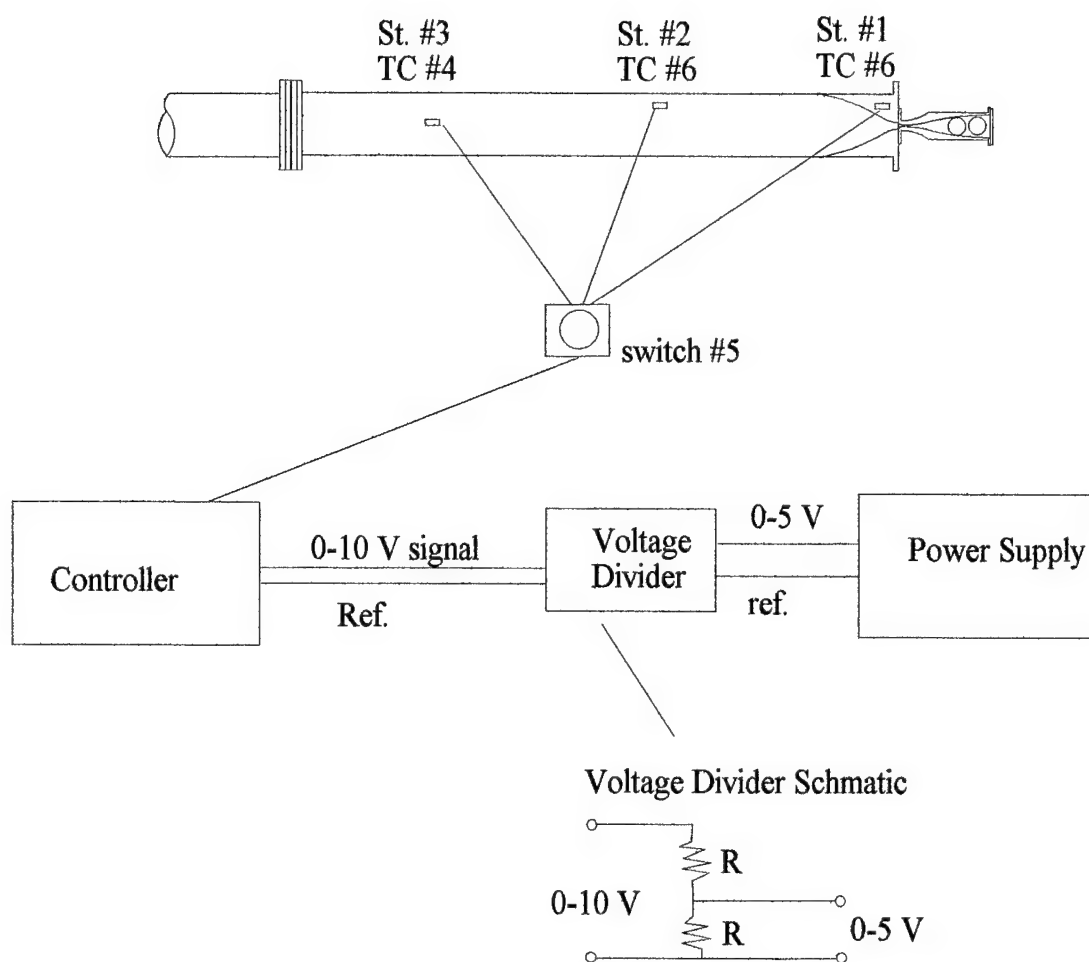 St. #3
TC #4
St. #2
TC #6
St. #1
TC #6
switch #5
Controller
0-10 V signal
Ref.
Voltage
Divider
0-5 V
ref.
Power Supply
Voltage Divider Schmatic
R
0-10 V
R
0-5 V